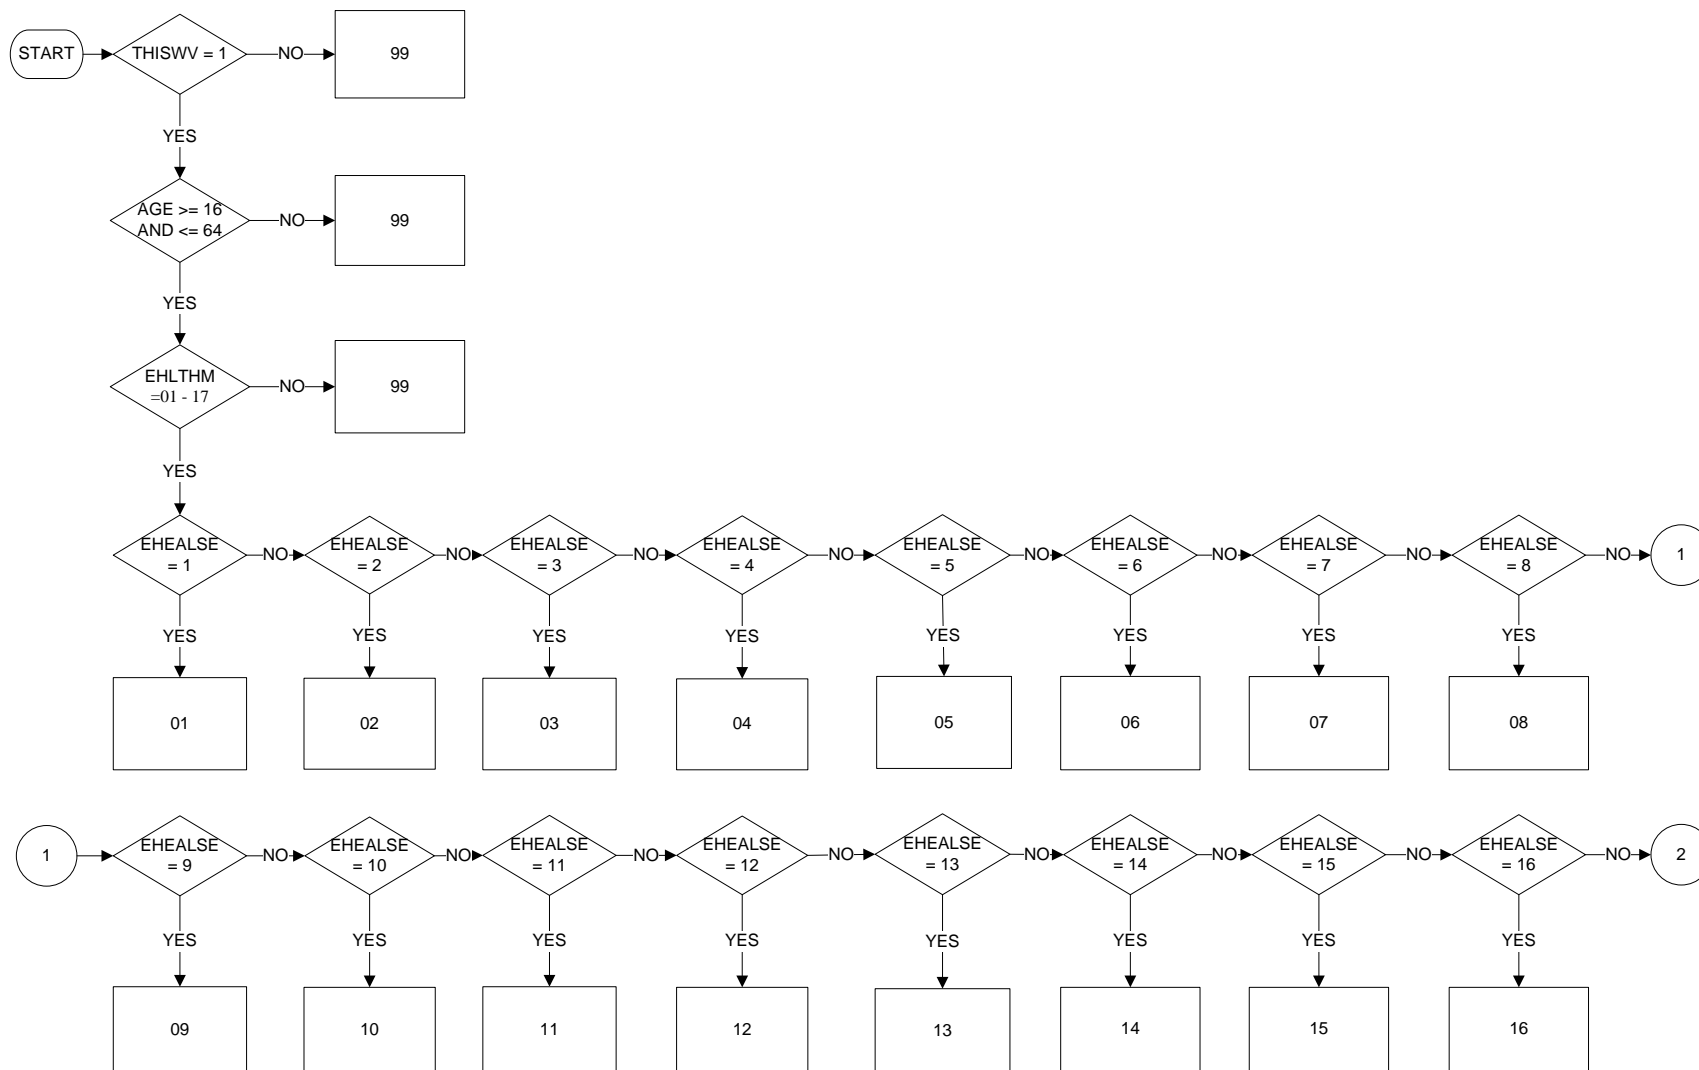 START
THISWV = 1
NO
99
YES
AGE >= 16
AND <= 64
NO
99
YES
EHLTHM
=01 - 17
NO
99
YES
EHEALSE
= 1
NO
EHEALSE
= 2
NO
EHEALSE
= 3
NO
EHEALSE
= 4
NO
EHEALSE
= 5
NO
EHEALSE
= 6
NO
EHEALSE
= 7
NO
EHEALSE
= 8
NO
1
YES
YES
YES
YES
YES
YES
YES
YES
01
02
03
04
05
06
07
08
1
EHEALSE
= 9
NO
EHEALSE
= 10
NO
EHEALSE
= 11
NO
EHEALSE
= 12
NO
EHEALSE
= 13
NO
EHEALSE
= 14
NO
EHEALSE
= 15
NO
EHEALSE
= 16
NO
2
YES
YES
YES
YES
YES
YES
YES
YES
09
10
11
12
13
14
15
16